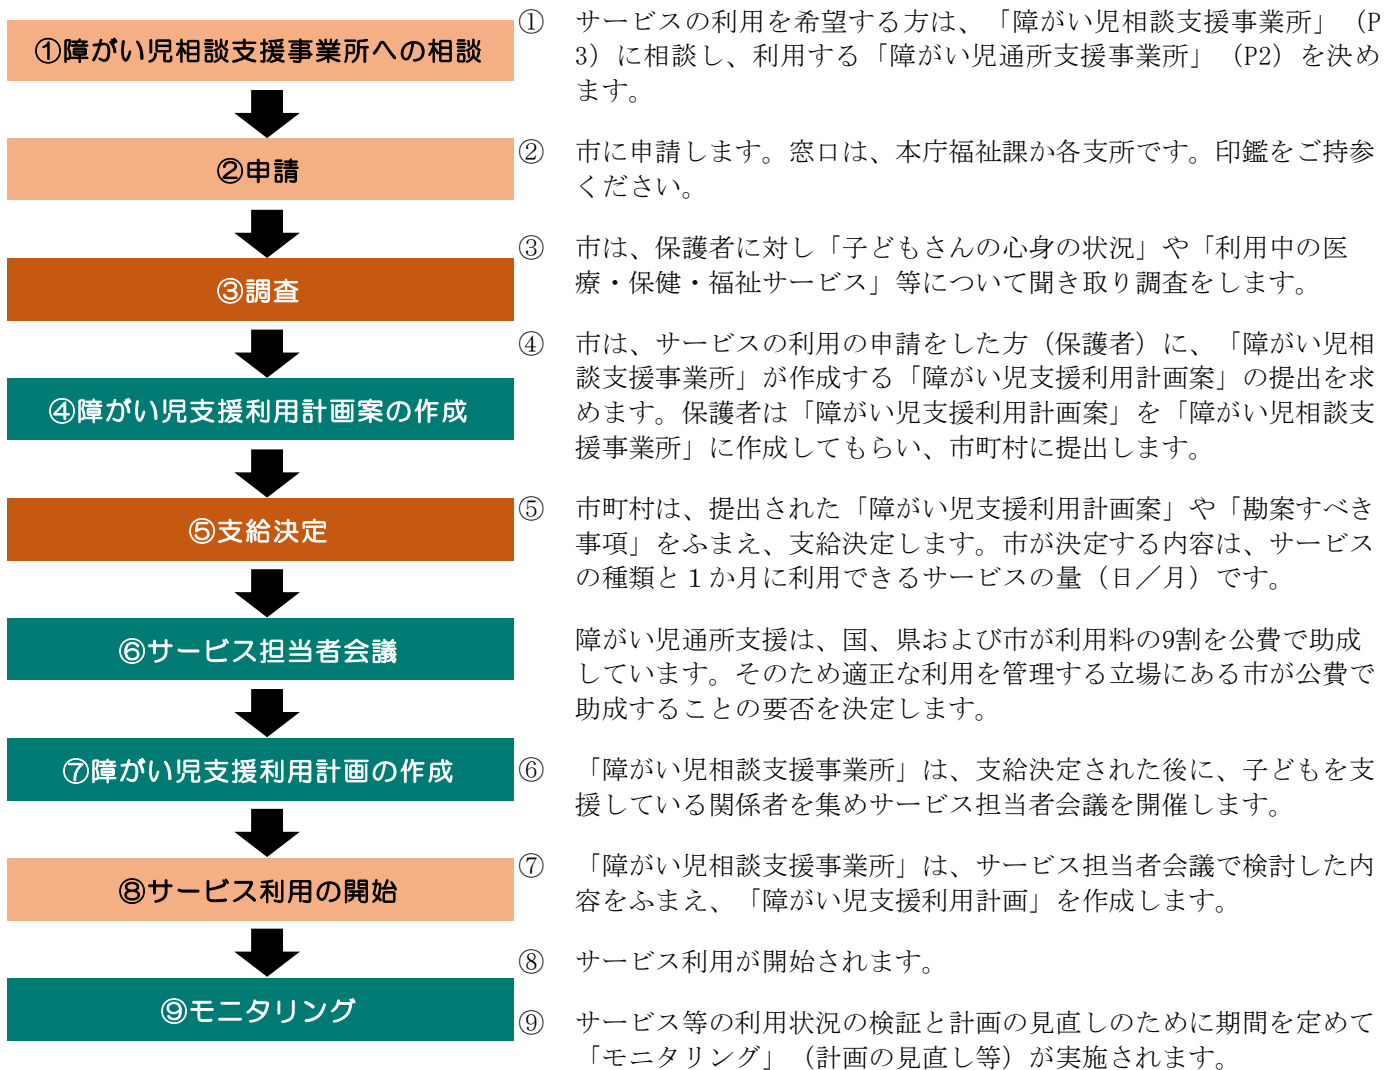 ①障がい児相談支援事業所への相談
②申請
③調査
④障がい児支援利用計画案の作成
⑤支給決定
⑥サービス担当者会議
⑦障がい児支援利用計画の作成
⑧サービス利用の開始
⑨モニタリング
① サービスの利用を希望する方は、「障がい児相談支援事業所」（P
3）に相談し、利用する「障がい児通所支援事業所」（P2）を決め
ます。
② 市に申請します。窓口は、本庁福祉課か各支所です。印鑑をご持参
ください。
③ 市は、保護者に対し「子どもさんの心身の状況」や「利用中の医
療・保健・福祉サービス」等について聞き取り調査をします。
④ 市は、サービスの利用の申請をした方（保護者）に、「障がい児相
談支援事業所」が作成する「障がい児支援利用計画案」の提出を求
めます。保護者は「障がい児支援利用計画案」を「障がい児相談支
援事業所」に作成してもらい、市町村に提出します。
⑤ 市町村は、提出された「障がい児支援利用計画案」や「勘案すべき
事項」をふまえ、支給決定します。市が決定する内容は、サービス
の種類と１か月に利用できるサービスの量（日／月）です。
障がい児通所支援は、国、県および市が利用料の9割を公費で助成
しています。そのため適正な利用を管理する立場にある市が公費で
助成することの要否を決定します。
⑥ 「障がい児相談支援事業所」は、支給決定された後に、子どもを支
援している関係者を集めサービス担当者会議を開催します。
⑦ 「障がい児相談支援事業所」は、サービス担当者会議で検討した内
容をふまえ、「障がい児支援利用計画」を作成します。
⑧ サービス利用が開始されます。
⑨ サービス等の利用状況の検証と計画の見直しのために期間を定めて
「モニタリング」（計画の見直し等）が実施されます。